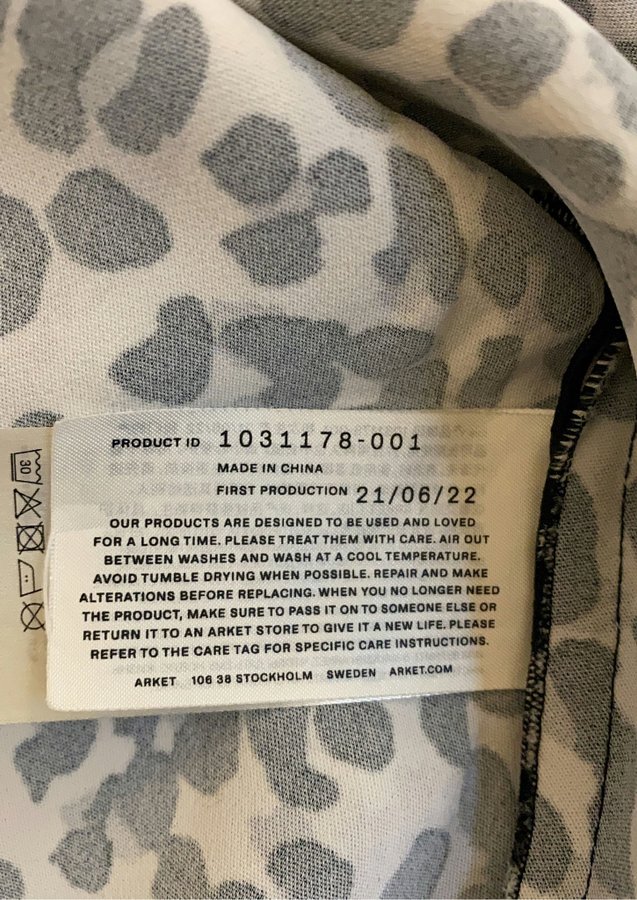 PRODUCT ID 1031178-001
MADE IN CHINA
FIRST PRODUCTION 21/06/22
OUR PRODUCTS ARE DESIGNED TO BE USED AND LOVED
FOR A LONG TIME. PLEASE TREAT THEM WITH CARE. AIR OUT
BETWEEN WASHES AND WASH AT A COOL TEMPERATURE.
AVOID TUMBLE DRYING WHEN POSSIBLE. REPAIR AND MAKE
ALTERATIONS BEFORE REPLACING. WHEN YOU NO LONGER NEED
THE PRODUCT, MAKE SURE TO PASS IT ON TO SOMEONE ELSE OR
RETURN IT TO AN ARKET STORE TO GIVE IT A NEW LIFE. PLEASE
REFER TO THE CARE TAG FOR SPECIFIC CARE INSTRUCTIONS.
ARKET 106 38 STOCKHOLM SWEDEN ARKET.COM
30